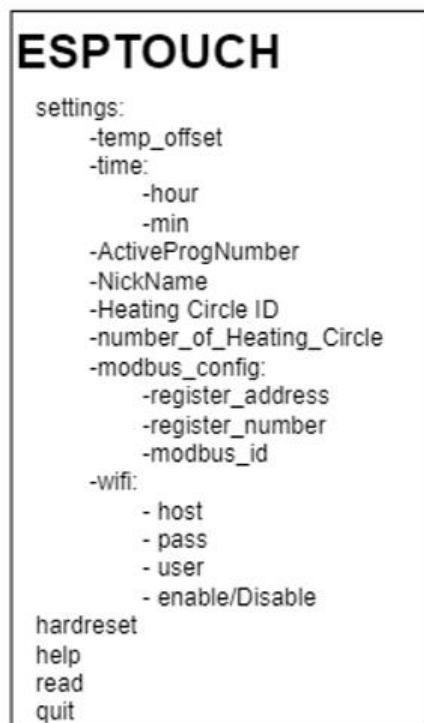 ESPTOUCH
settings:
-temp_offset
-time:
-hour
-min
-ActiveProgNumber
-NickName
-Heating Circle ID
-number_of_Heating_Circle
-modbus_config:
-register_address
-register_number
-modbus_id
-wifi:
- host
- pass
- user
- enable/Disable
hardreset
help
read
quit